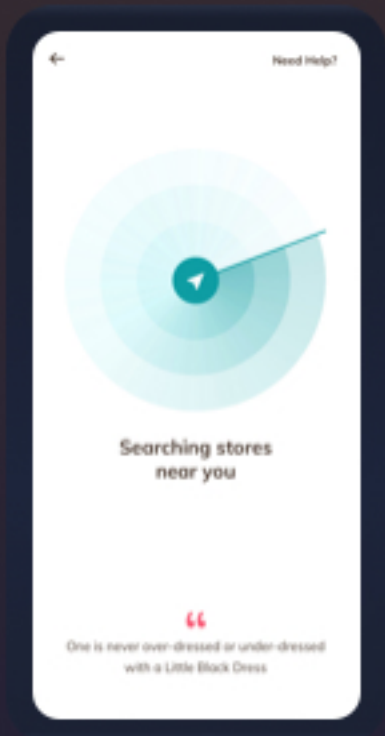 Need Help?
Searching stores
near you
“
One is never over-dressed or under-dressed
with a Little Black Dress